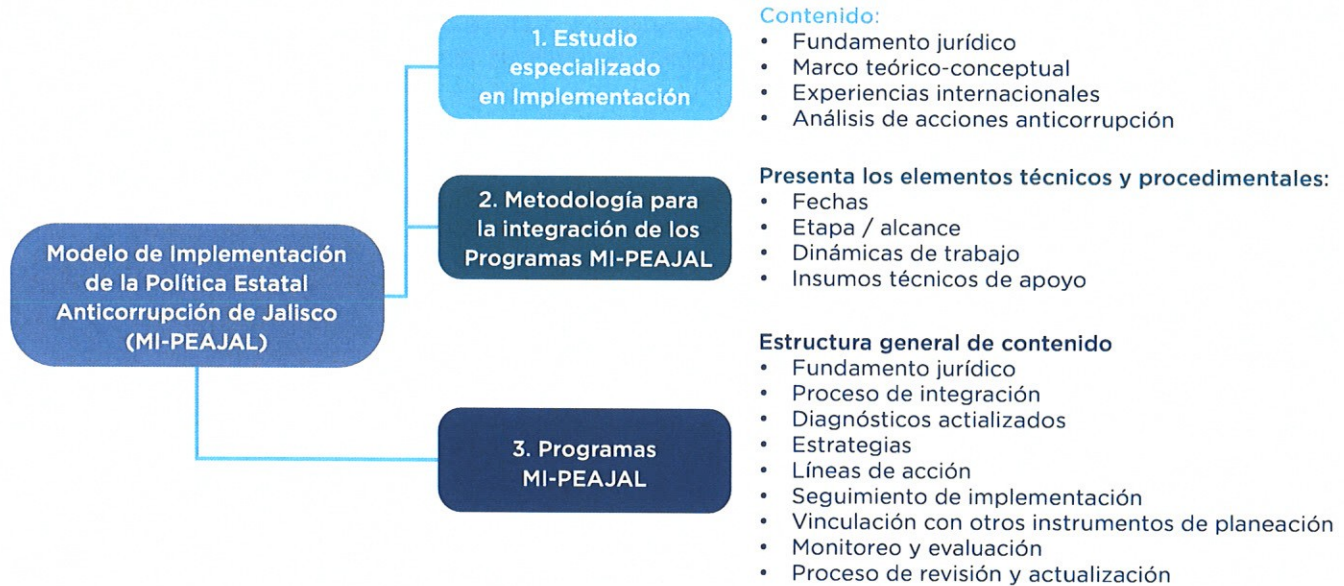 Modelo de Implementación
de la Política Estatal
Anticorrupción de Jalisco
(MI-PEAJAL)
1. Estudio
especializado
en Implementación
Contenido:
• Fundamento jurídico
• Marco teórico-conceptual
• Experiencias internacionales
• Análisis de acciones anticorrupción
2. Metodología para
la integración de los
Programas MI-PEAJAL
Presenta los elementos técnicos y procedimentales:
• Fechas
• Etapa / alcance
• Dinámicas de trabajo
• Insumos técnicos de apoyo
3. Programas
MI-PEAJAL
Estructura general de contenido
• Fundamento jurídico
• Proceso de integración
• Diagnósticos actializados
• Estrategias
• Líneas de acción
• Seguimiento de implementación
• Vinculación con otros instrumentos de planeación
• Monitoreo y evaluación
• Proceso de revisión y actualización